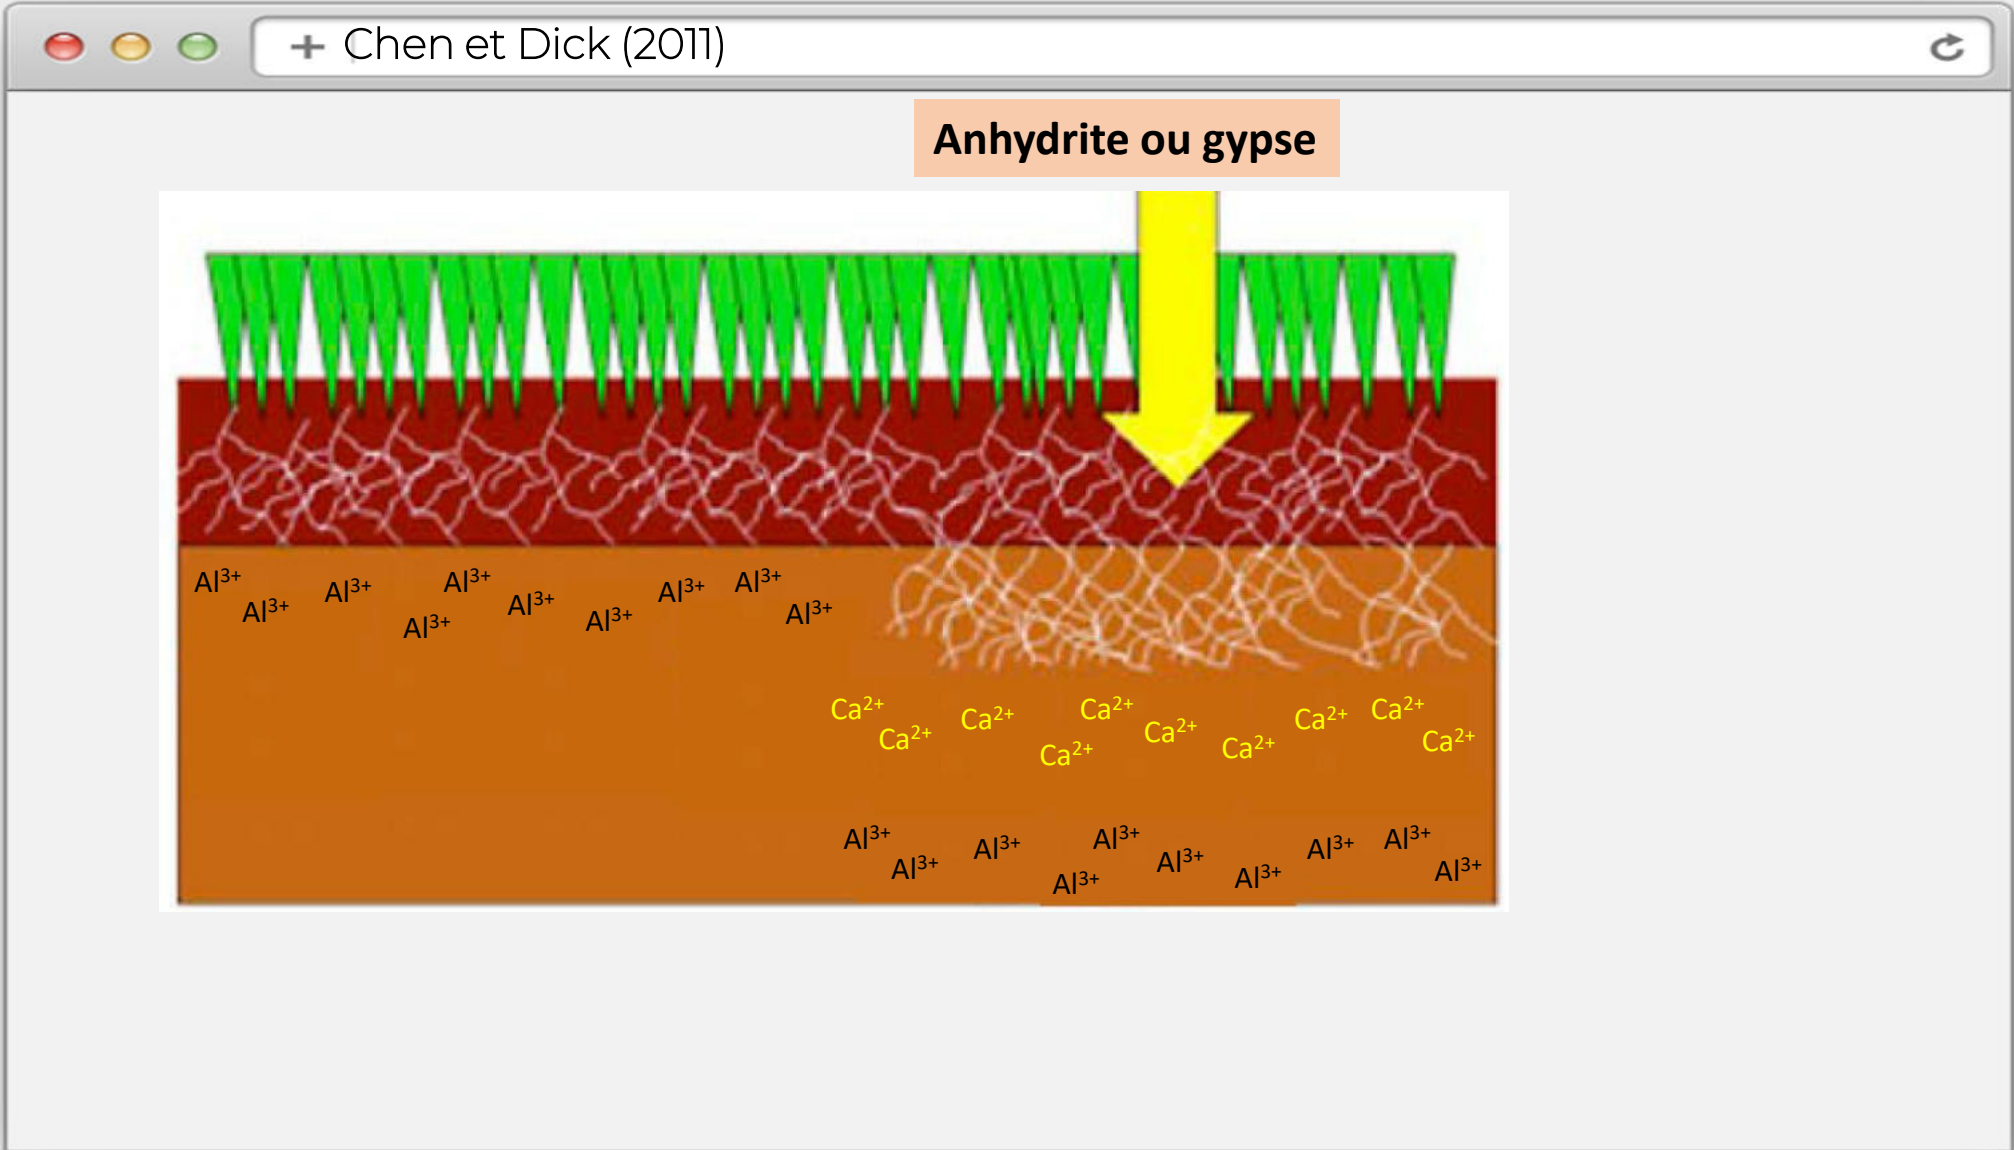 Chen et Dick (2011)
Anhydrite ou gypse
Al³⁺ Al³⁺ Al³⁺ Al³⁺ Al³⁺ Al³⁺ Al³⁺ Al³⁺ Al³⁺ Al³⁺
Ca²⁺ Ca²⁺ Ca²⁺ Ca²⁺ Ca²⁺ Ca²⁺ Ca²⁺ Ca²⁺ Ca²⁺ Ca²⁺
Al³⁺ Al³⁺ Al³⁺ Al³⁺ Al³⁺ Al³⁺ Al³⁺ Al³⁺ Al³⁺ Al³⁺